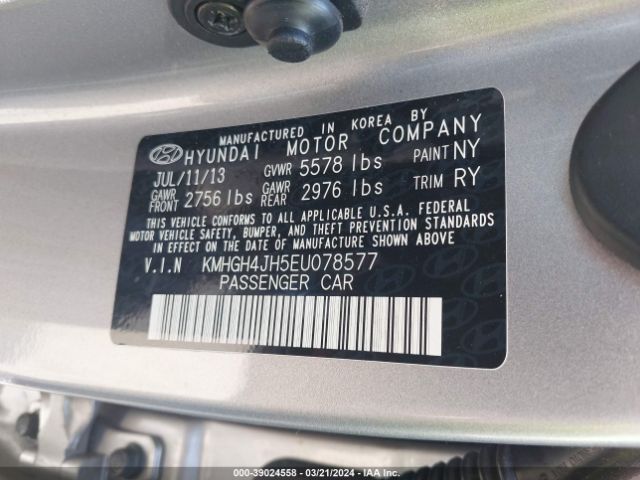 MANUFACTURED IN KOREA BY
HYUNDAI MOTOR COMPANY
JUL/11/13 GVWR 5578 lbs PAINT NY
GAWR FRONT 2756 lbs GAWR REAR 2976 lbs TRIM RY
THIS VEHICLE CONFORMS TO ALL APPLICABLE U.S.A. FEDERAL
MOTOR VEHICLE SAFETY, BUMPER, AND THEFT PREVENTION STANDARDS
IN EFFECT ON THE DATE OF MANUFACTURE SHOWN ABOVE
V.I.N KMHGH4JH5EU078577
PASSENGER CAR
000-39024558 - 03/21/2024 - IAA Inc.